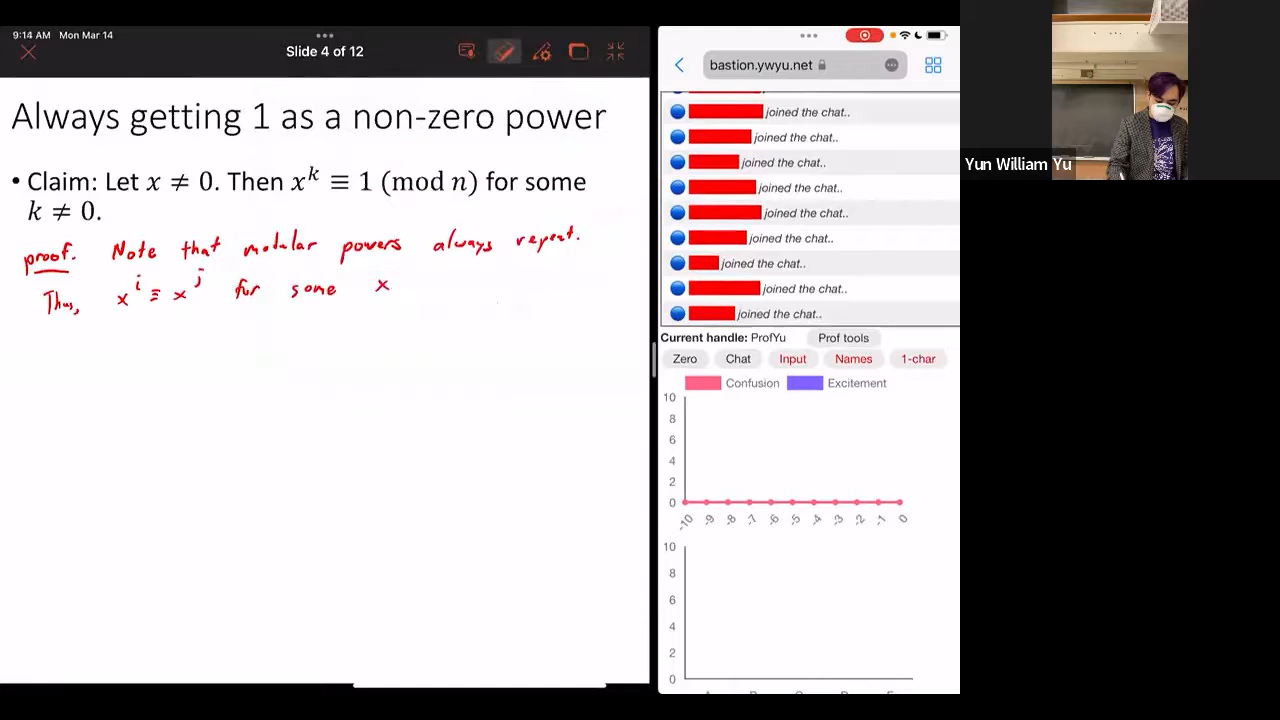 9:14 AM Mon Mar 14
Slide 4 of 12
Always getting 1 as a non-zero power
• Claim: Let x ≠ 0. Then x^k ≡ 1 (mod n) for some
k ≠ 0.
proof. Note that modular powers always repeat.
Thus, x^i ≡ x^j for some x
bastion.ywyu.net
joined the chat..
joined the chat..
joined the chat..
joined the chat..
joined the chat..
joined the chat..
joined the chat..
joined the chat..
joined the chat..
Current handle: ProfYu Prof tools
Zero Chat Input Names 1-char
Confusion Excitement
10
8
6
4
2
0
-10 -9 -8 -7 -6 -5 -4 -3 -2 -1 0
10
8
6
4
2
0
Yun William Yu